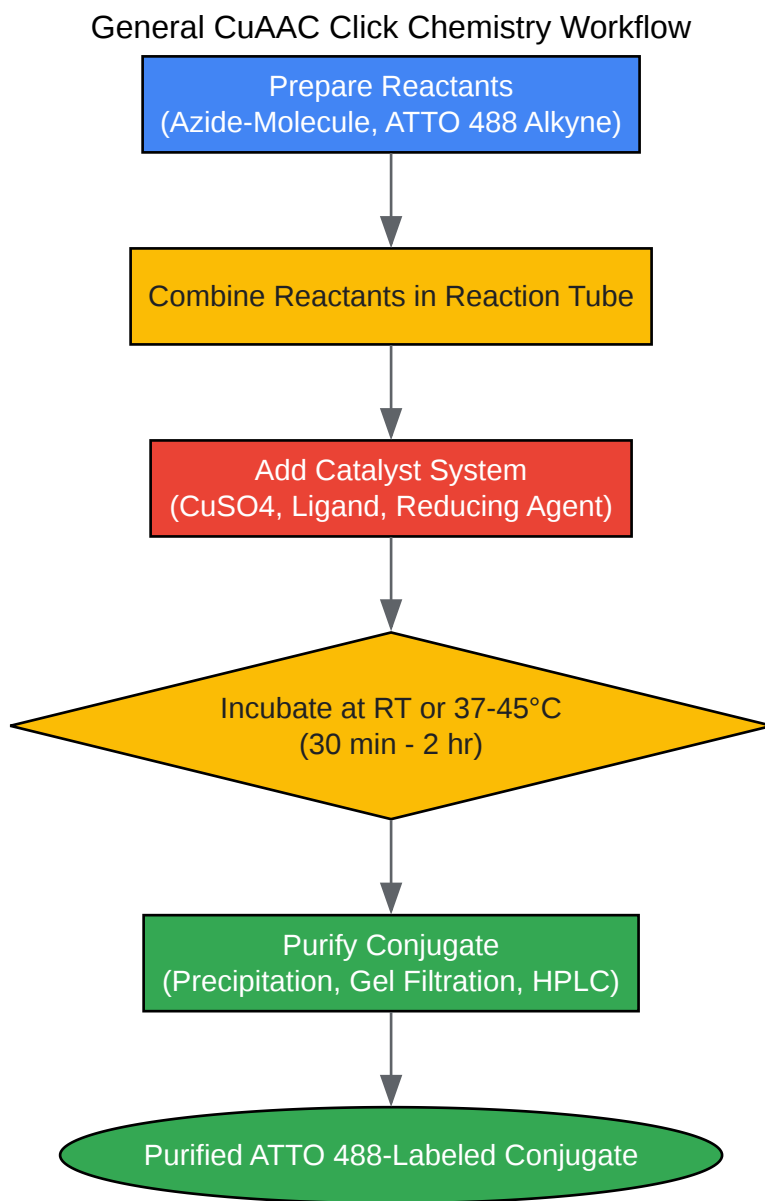 General CuAAC Click Chemistry Workflow
Prepare Reactants
(Azide-Molecule, ATTO 488 Alkyne)
Combine Reactants in Reaction Tube
Add Catalyst System
(CuSO4, Ligand, Reducing Agent)
Incubate at RT or 37-45°C
(30 min - 2 hr)
Purify Conjugate
(Precipitation, Gel Filtration, HPLC)
Purified ATTO 488-Labeled Conjugate